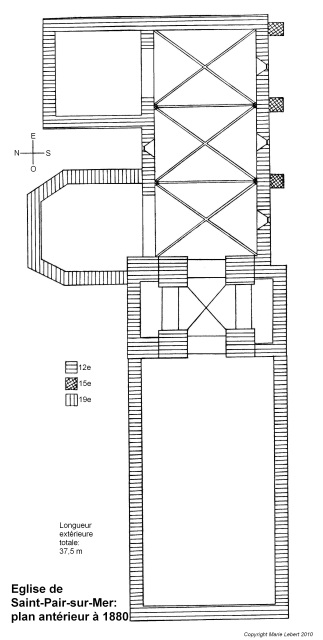 E
N
S
O
12e
15e
19e
Longueur
extèrieure
totale:
37,5 m
Eglise de
Saint-Pair-sur-Mer:
plan antérieur à 1880
Copyright Marie Lebert 2010